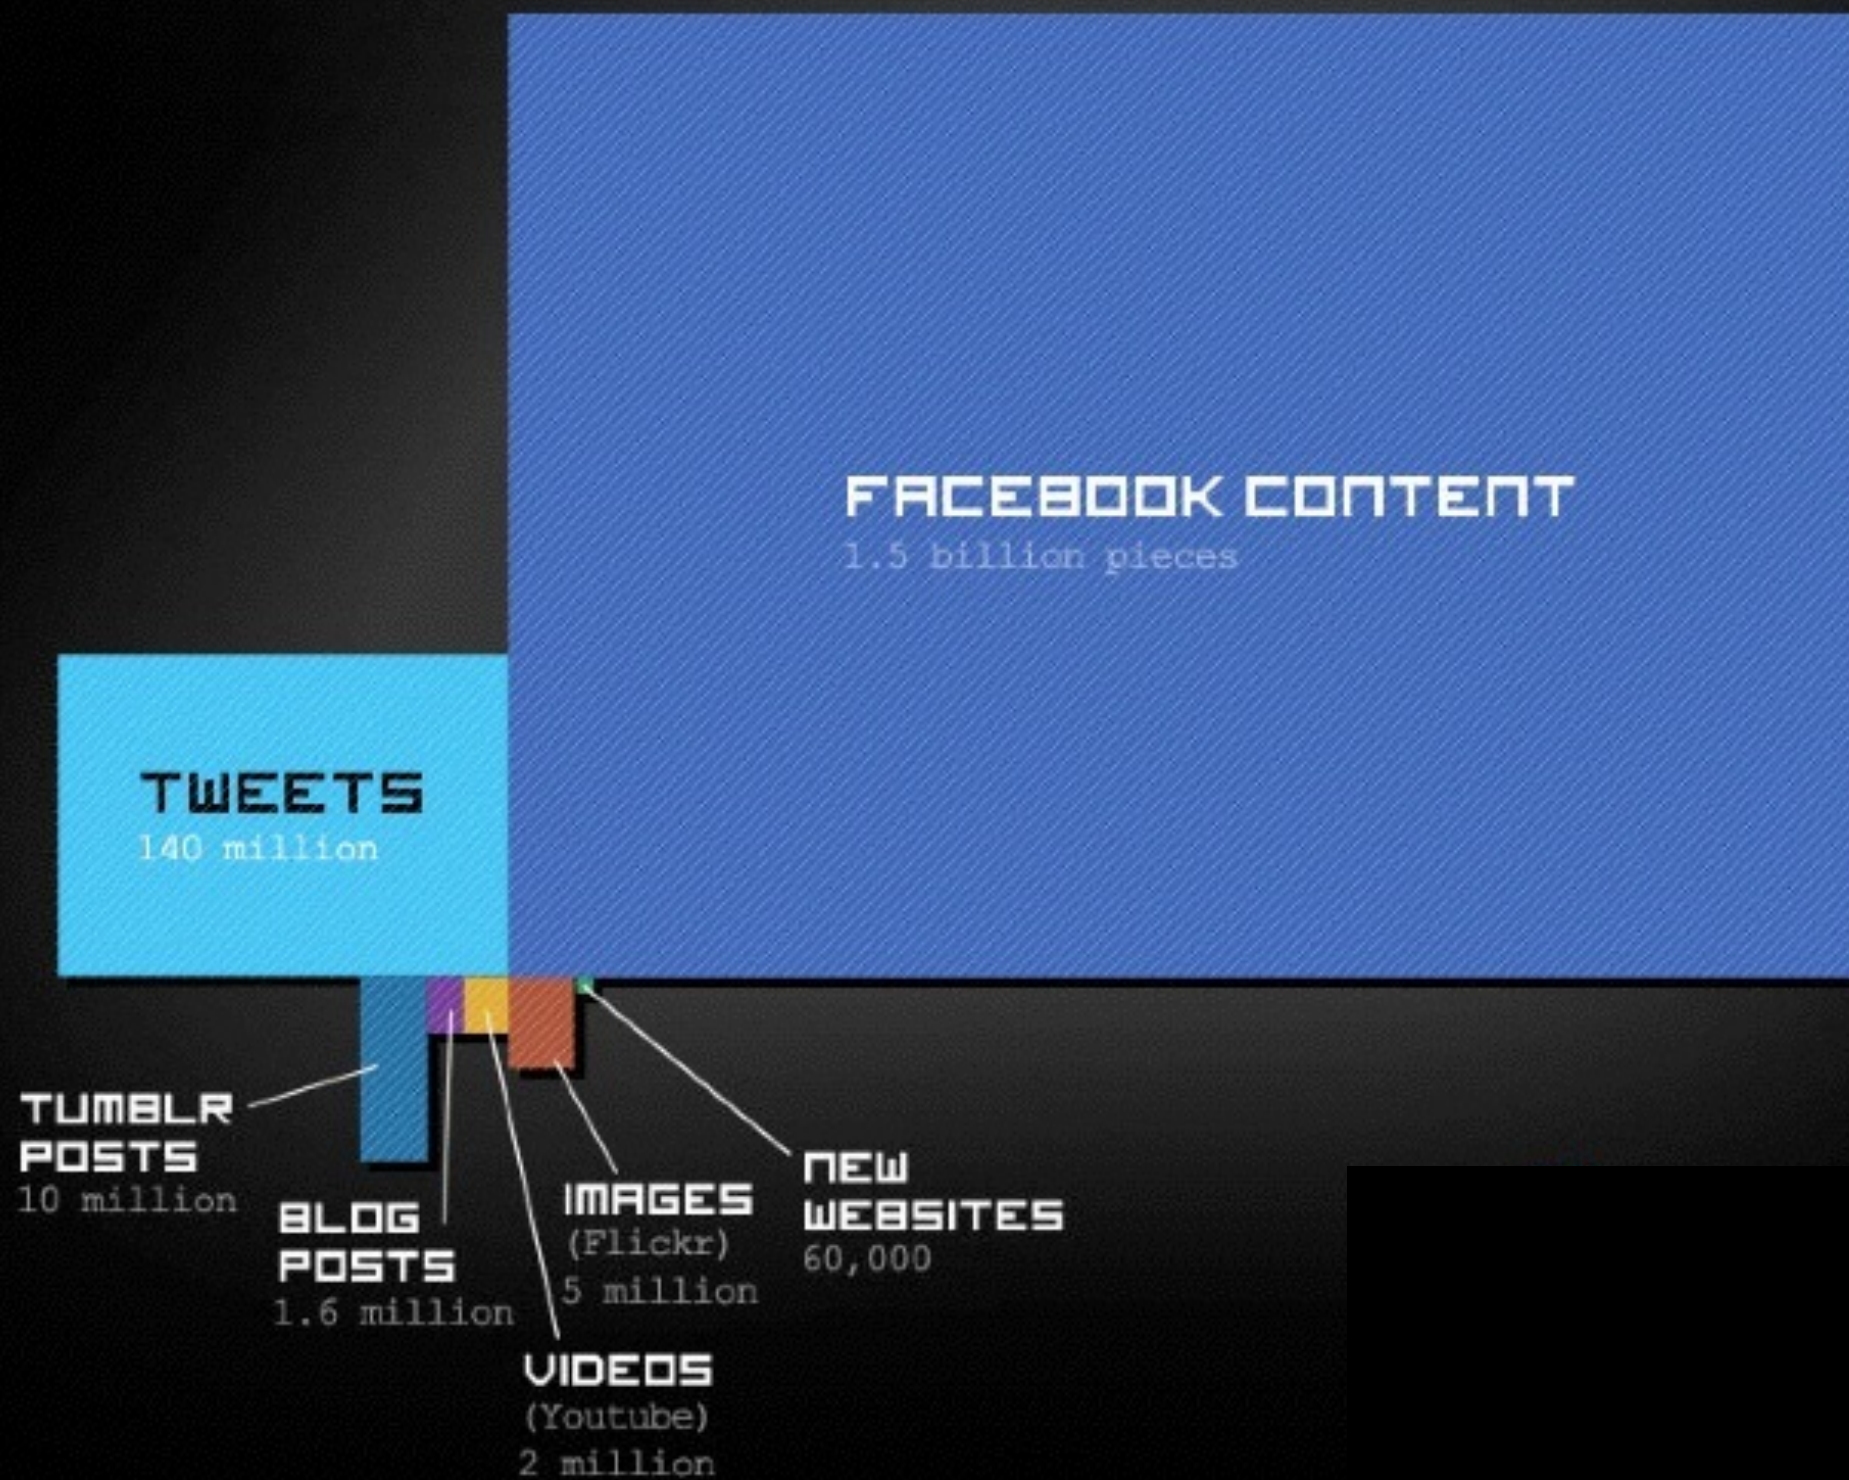 FACEBOOK CONTENT
1.5 billion pieces
TWEETS
140 million
TUMBLR
POSTS
10 million
BLOG
POSTS
1.6 million
VIDEOS
(Youtube)
2 million
IMAGES
(Flickr)
5 million
NEW
WEBSITES
60,000